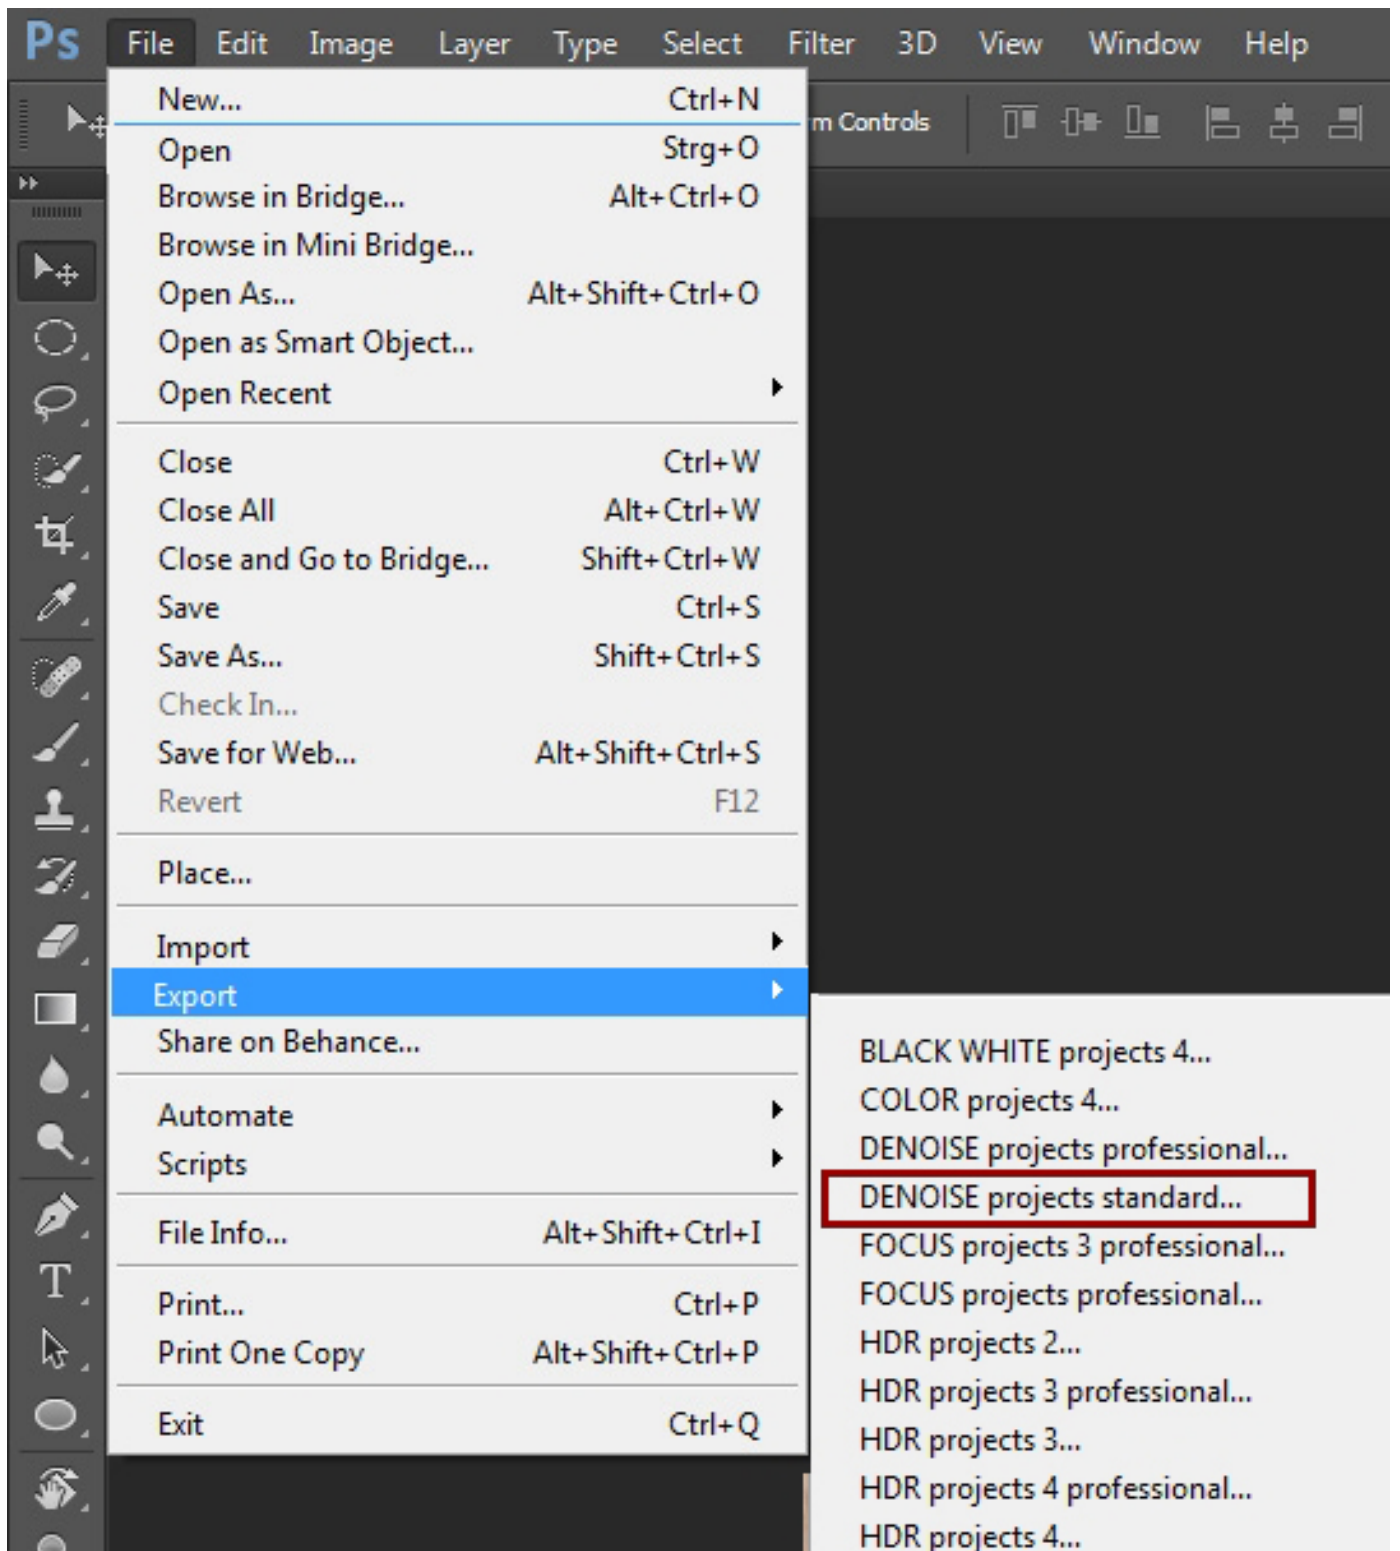 Ps File Edit Image Layer Type Select Filter 3D View Window Help
m Controls
New... Ctrl+N
Open Strg+O
Browse in Bridge... Alt+Ctrl+O
Browse in Mini Bridge...
Open As... Alt+Shift+Ctrl+O
Open as Smart Object...
Open Recent
Close Ctrl+W
Close All Alt+Ctrl+W
Close and Go to Bridge... Shift+Ctrl+W
Save Ctrl+S
Save As... Shift+Ctrl+S
Check In...
Save for Web... Alt+Shift+Ctrl+S
Revert F12
Place...
Import
Export
Share on Behance...
Automate
Scripts
File Info... Alt+Shift+Ctrl+I
Print... Ctrl+P
Print One Copy Alt+Shift+Ctrl+P
Exit Ctrl+Q
BLACK WHITE projects 4...
COLOR projects 4...
DENOISE projects professional...
DENOISE projects standard...
FOCUS projects 3 professional...
FOCUS projects professional...
HDR projects 2...
HDR projects 3 professional...
HDR projects 3...
HDR projects 4 professional...
HDR projects 4...
T